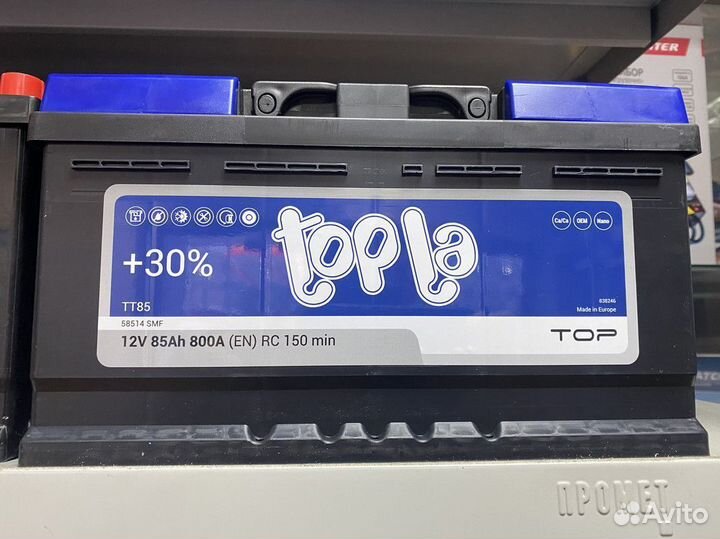 topla
Ca/Ca OEM Nano
+30%
TT85
838246
Made in Europe
58514 SMF
12V 85Ah 800A (EN) RC 150 min
TOP
ПРОМЕТ
Avito